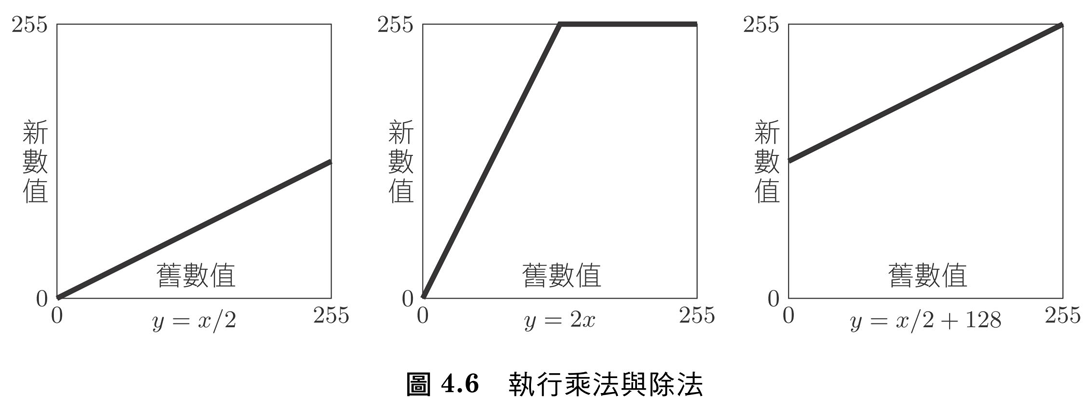 255
新數值
舊數值
0
0
y = x/2
255
255
新數值
舊數值
0
0
y = 2x
255
255
新數值
舊數值
0
0
y = x/2 + 128
255
圖 4.6 執行乘法與除法